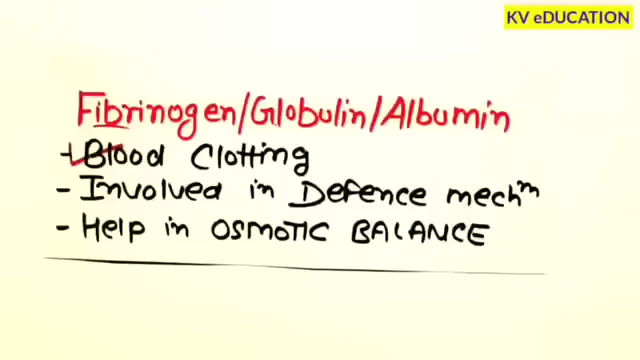 KV eDUCATION
Fibrinogen/Globulin/Albumin
- Blood Clotting
- Involved in Defence mechm
- HELP in OSMOTIC BALANCE